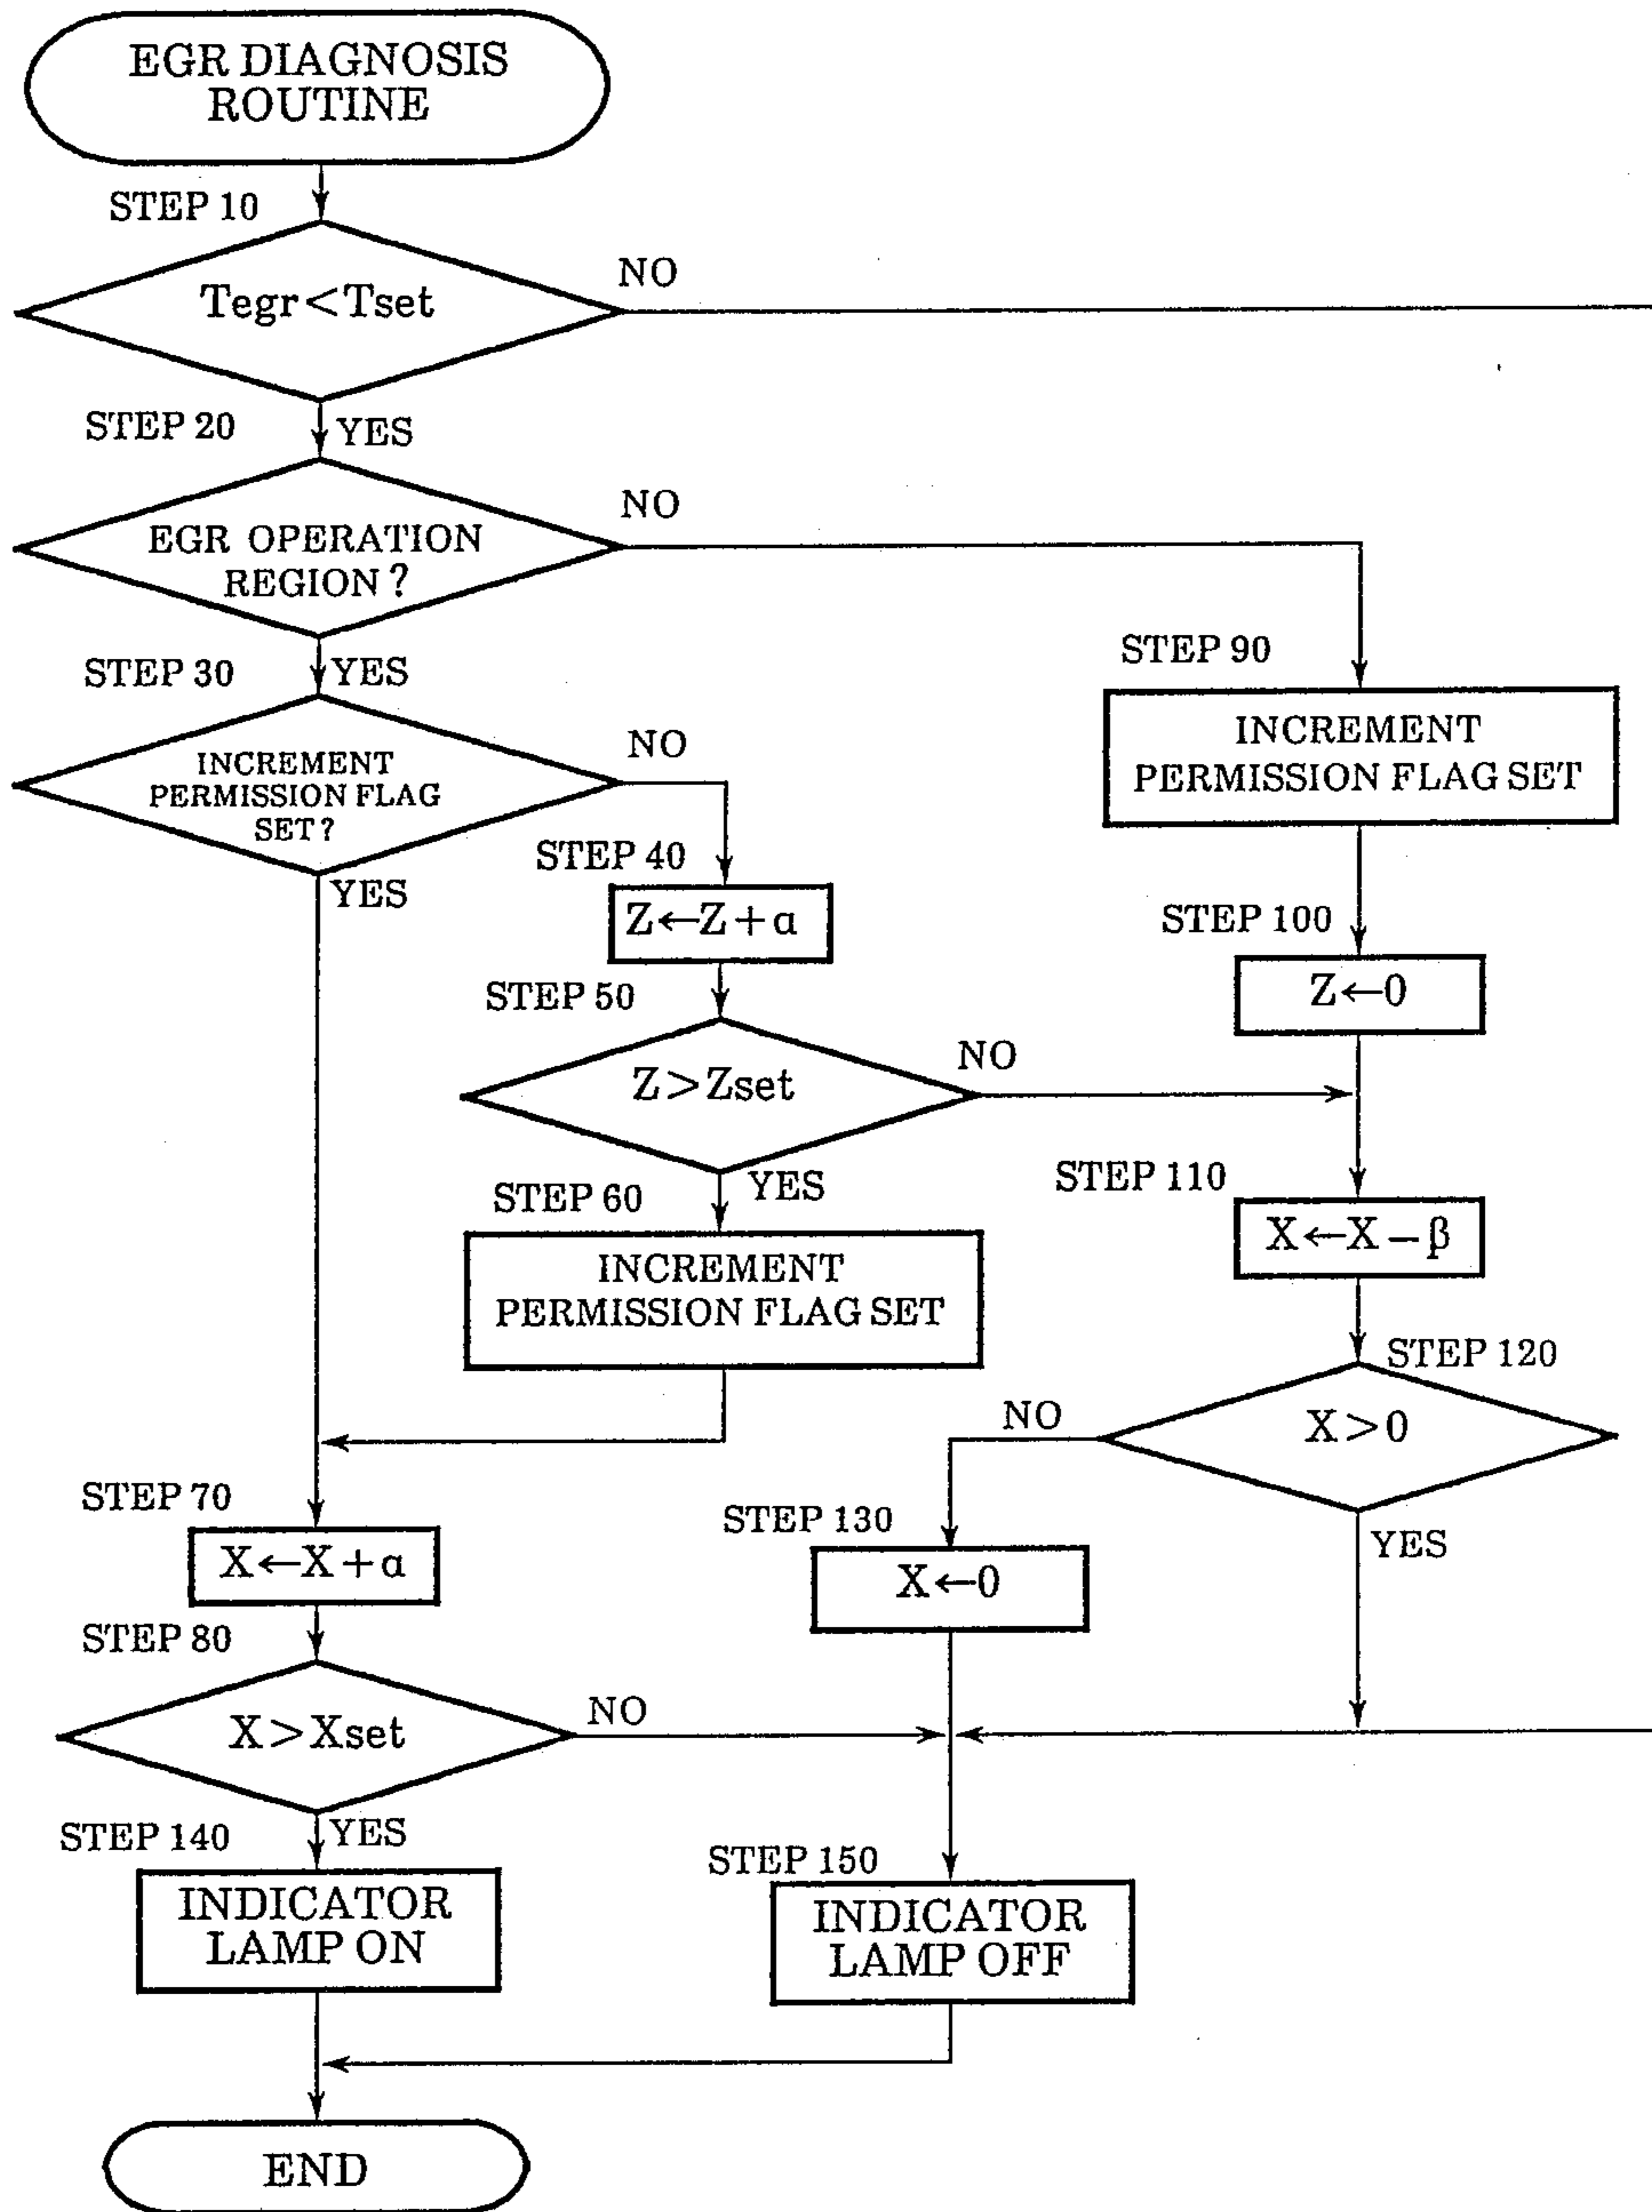 EGR DIAGNOSIS
ROUTINE
STEP 10
Tegr<Tset
NO
STEP 20
YES
EGR OPERATION
REGION?
NO
STEP 30
YES
INCREMENT
PERMISSION FLAG
SET?
NO
YES
STEP 40
Z←Z+α
STEP 50
Z>Zset
NO
YES
STEP 60
INCREMENT
PERMISSION FLAG SET
STEP 90
INCREMENT
PERMISSION FLAG SET
STEP 100
Z←0
STEP 110
X←X-β
STEP 120
X>0
NO
YES
STEP 130
X←0
STEP 70
X←X+α
STEP 80
X>Xset
NO
YES
STEP 140
INDICATOR
LAMP ON
STEP 150
INDICATOR
LAMP OFF
END